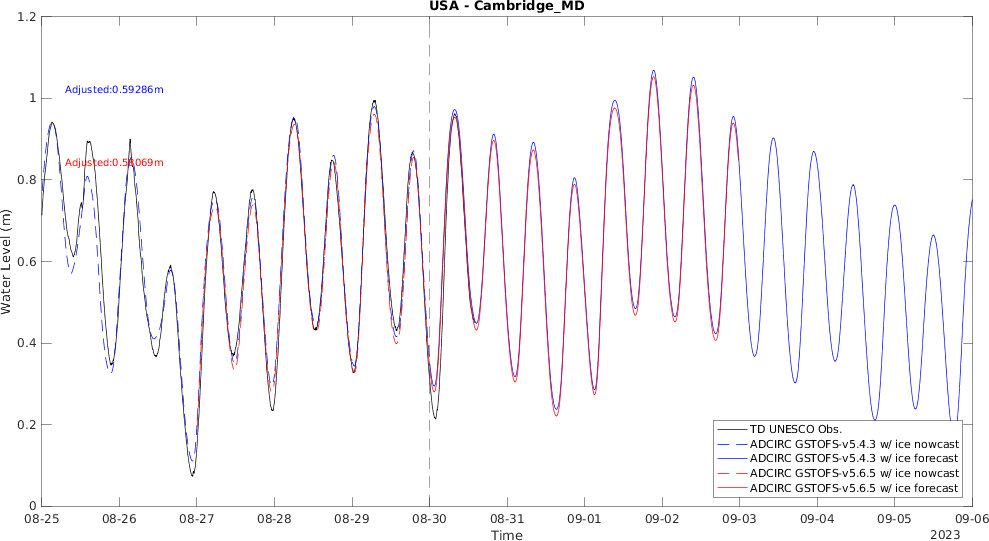 USA - Cambridge_MD
1.2
1
0.8
0.6
0.4
0.2
0
Water Level (m)
Adjusted:0.59286m
TD UNESCO Obs.
ADCIRC GSTOFS-v5.4.3 w/ ice nowcast
ADCIRC GSTOFS-v5.4.3 w/ ice forecast
ADCIRC GSTOFS-v5.6.5 w/ ice nowcast
ADCIRC GSTOFS-v5.6.5 w/ ice forecast
08-25 08-26 08-27 08-28 08-29 08-30 08-31 09-01 09-02 09-03 09-04 09-05 09-06
Time
2023